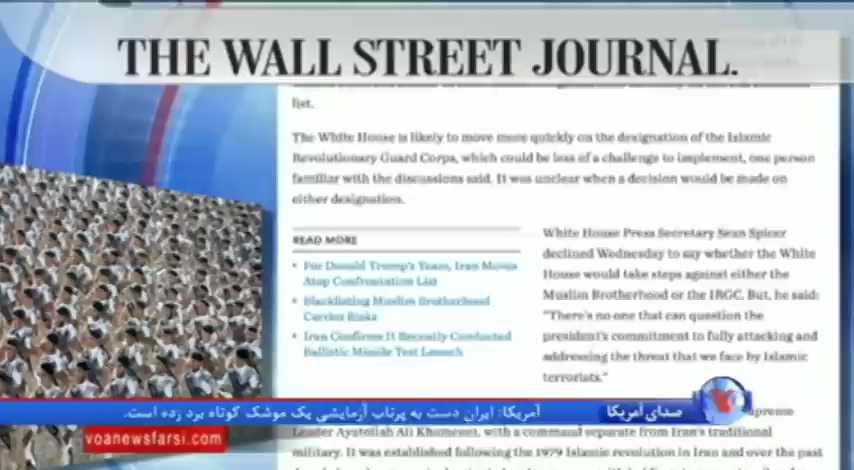 THE WALL STREET JOURNAL.
list.
The White House is likely to move more quickly on the designation of the Islamic
Revolutionary Guard Corps, which could be less of a challenge to implement, one person
familiar with the discussions said. It was unclear when a decision would be made on
either designation.
READ MORE
• For Donald Trump's Team, Iran Moves
Atop Confrontation List
• Blacklisting Muslim Brotherhood
Carries Risks
• Iran Confirms It Recently Conducted
Ballistic Missile Test Launch
White House Press Secretary Sean Spicer
declined Wednesday to say whether the White
House would take steps against either the
Muslim Brotherhood or the IRGC. But, he said:
"There's no one that can question the
president's commitment to fully attacking and
addressing the threat that we face by Islamic
terrorists."
صدای آمریکا
آمریکا: ایران دست به پرتاب آزمایشی یک موشک کوتاه برد زده است.
VOA
voanewsfarsi.com
Leader Ayatollah Ali Khamenei, with a command separate from Iran's traditional
military. It was established following the 1979 Islamic revolution in Iran and over the past